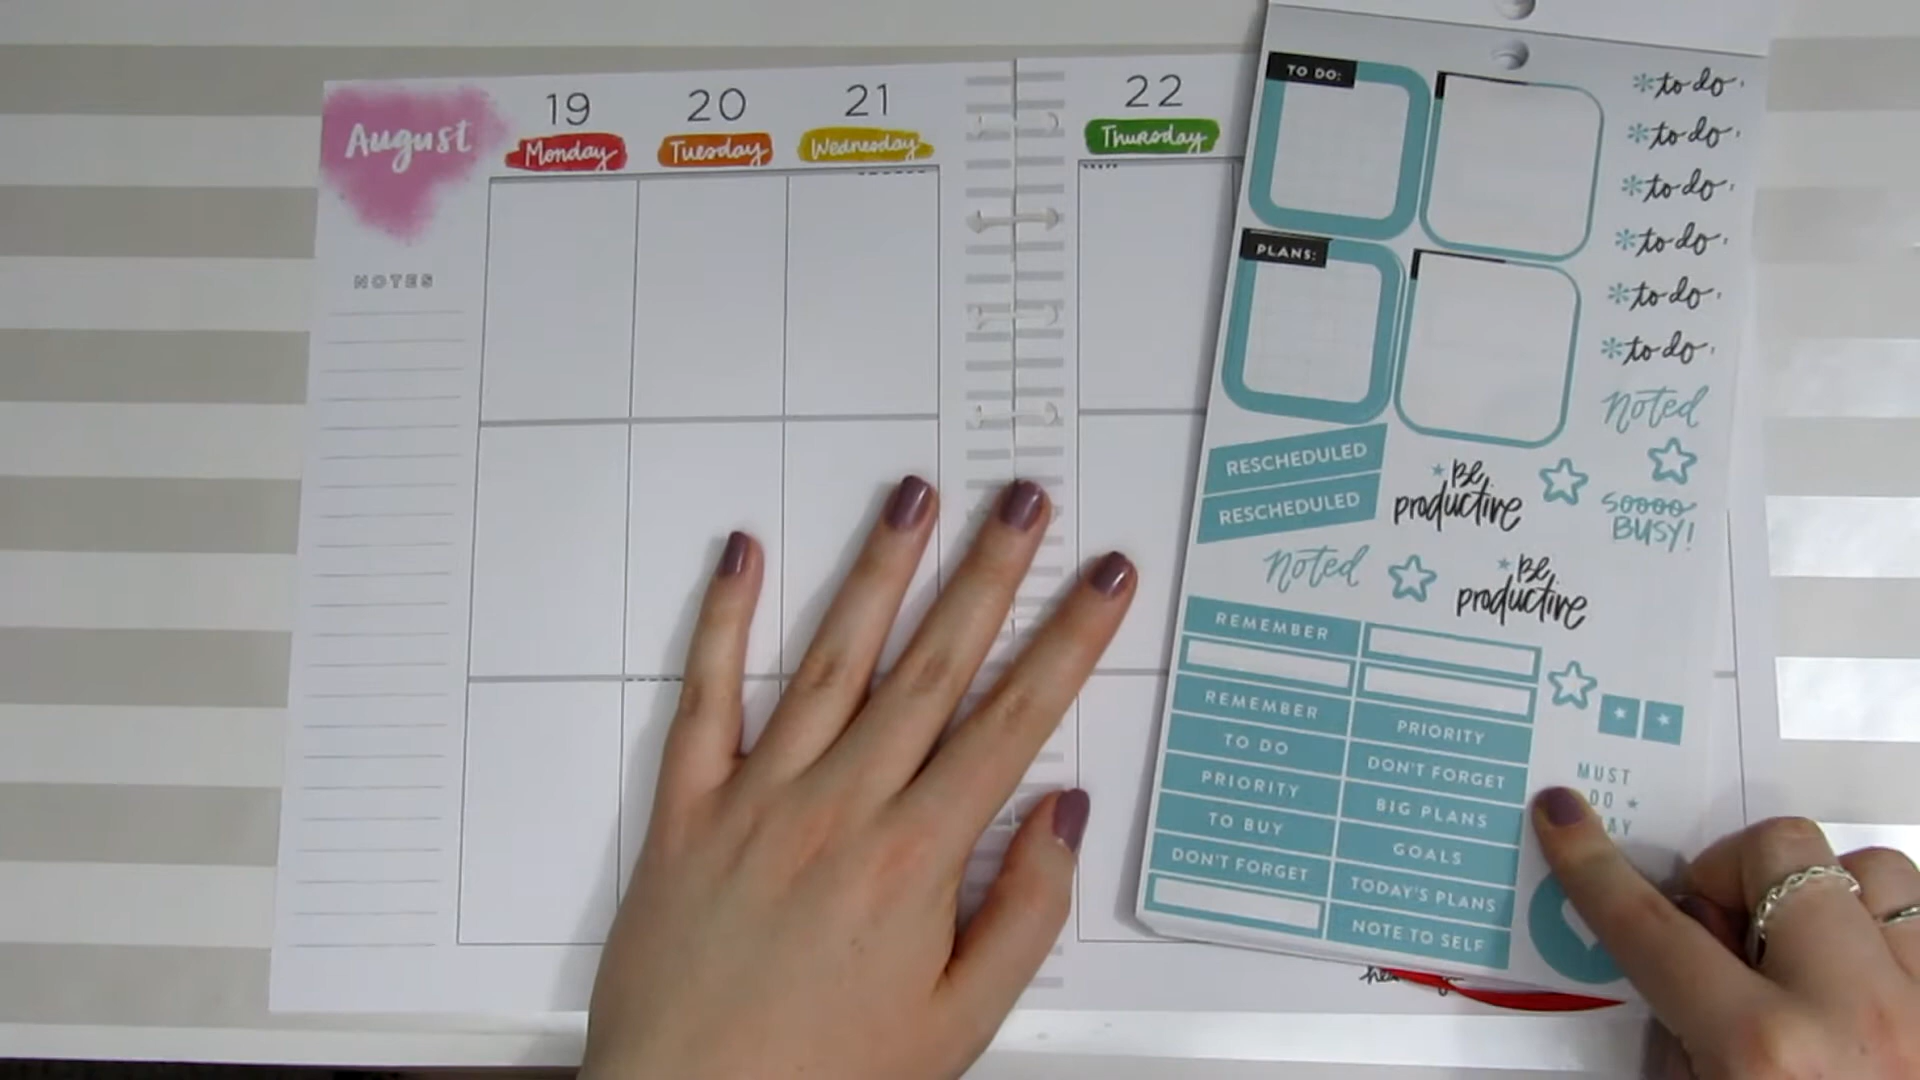 August
19
20
21
22
Monday
Tuesday
Wednesday
Thursday
NOTES
TO DO:
PLANS:
*to do:
*to do:
*to do:
*to do:
*to do:
*to do:
noted
RESCHEDULED
RESCHEDULED
Be
productive
soooo
BUSY!
noted
Be
productive
REMEMBER
REMEMBER
TO DO
PRIORITY
TO BUY
DON'T FORGET
PRIORITY
DON'T FORGET
BIG PLANS
GOALS
TODAY'S PLANS
NOTE TO SELF
MUST
DO